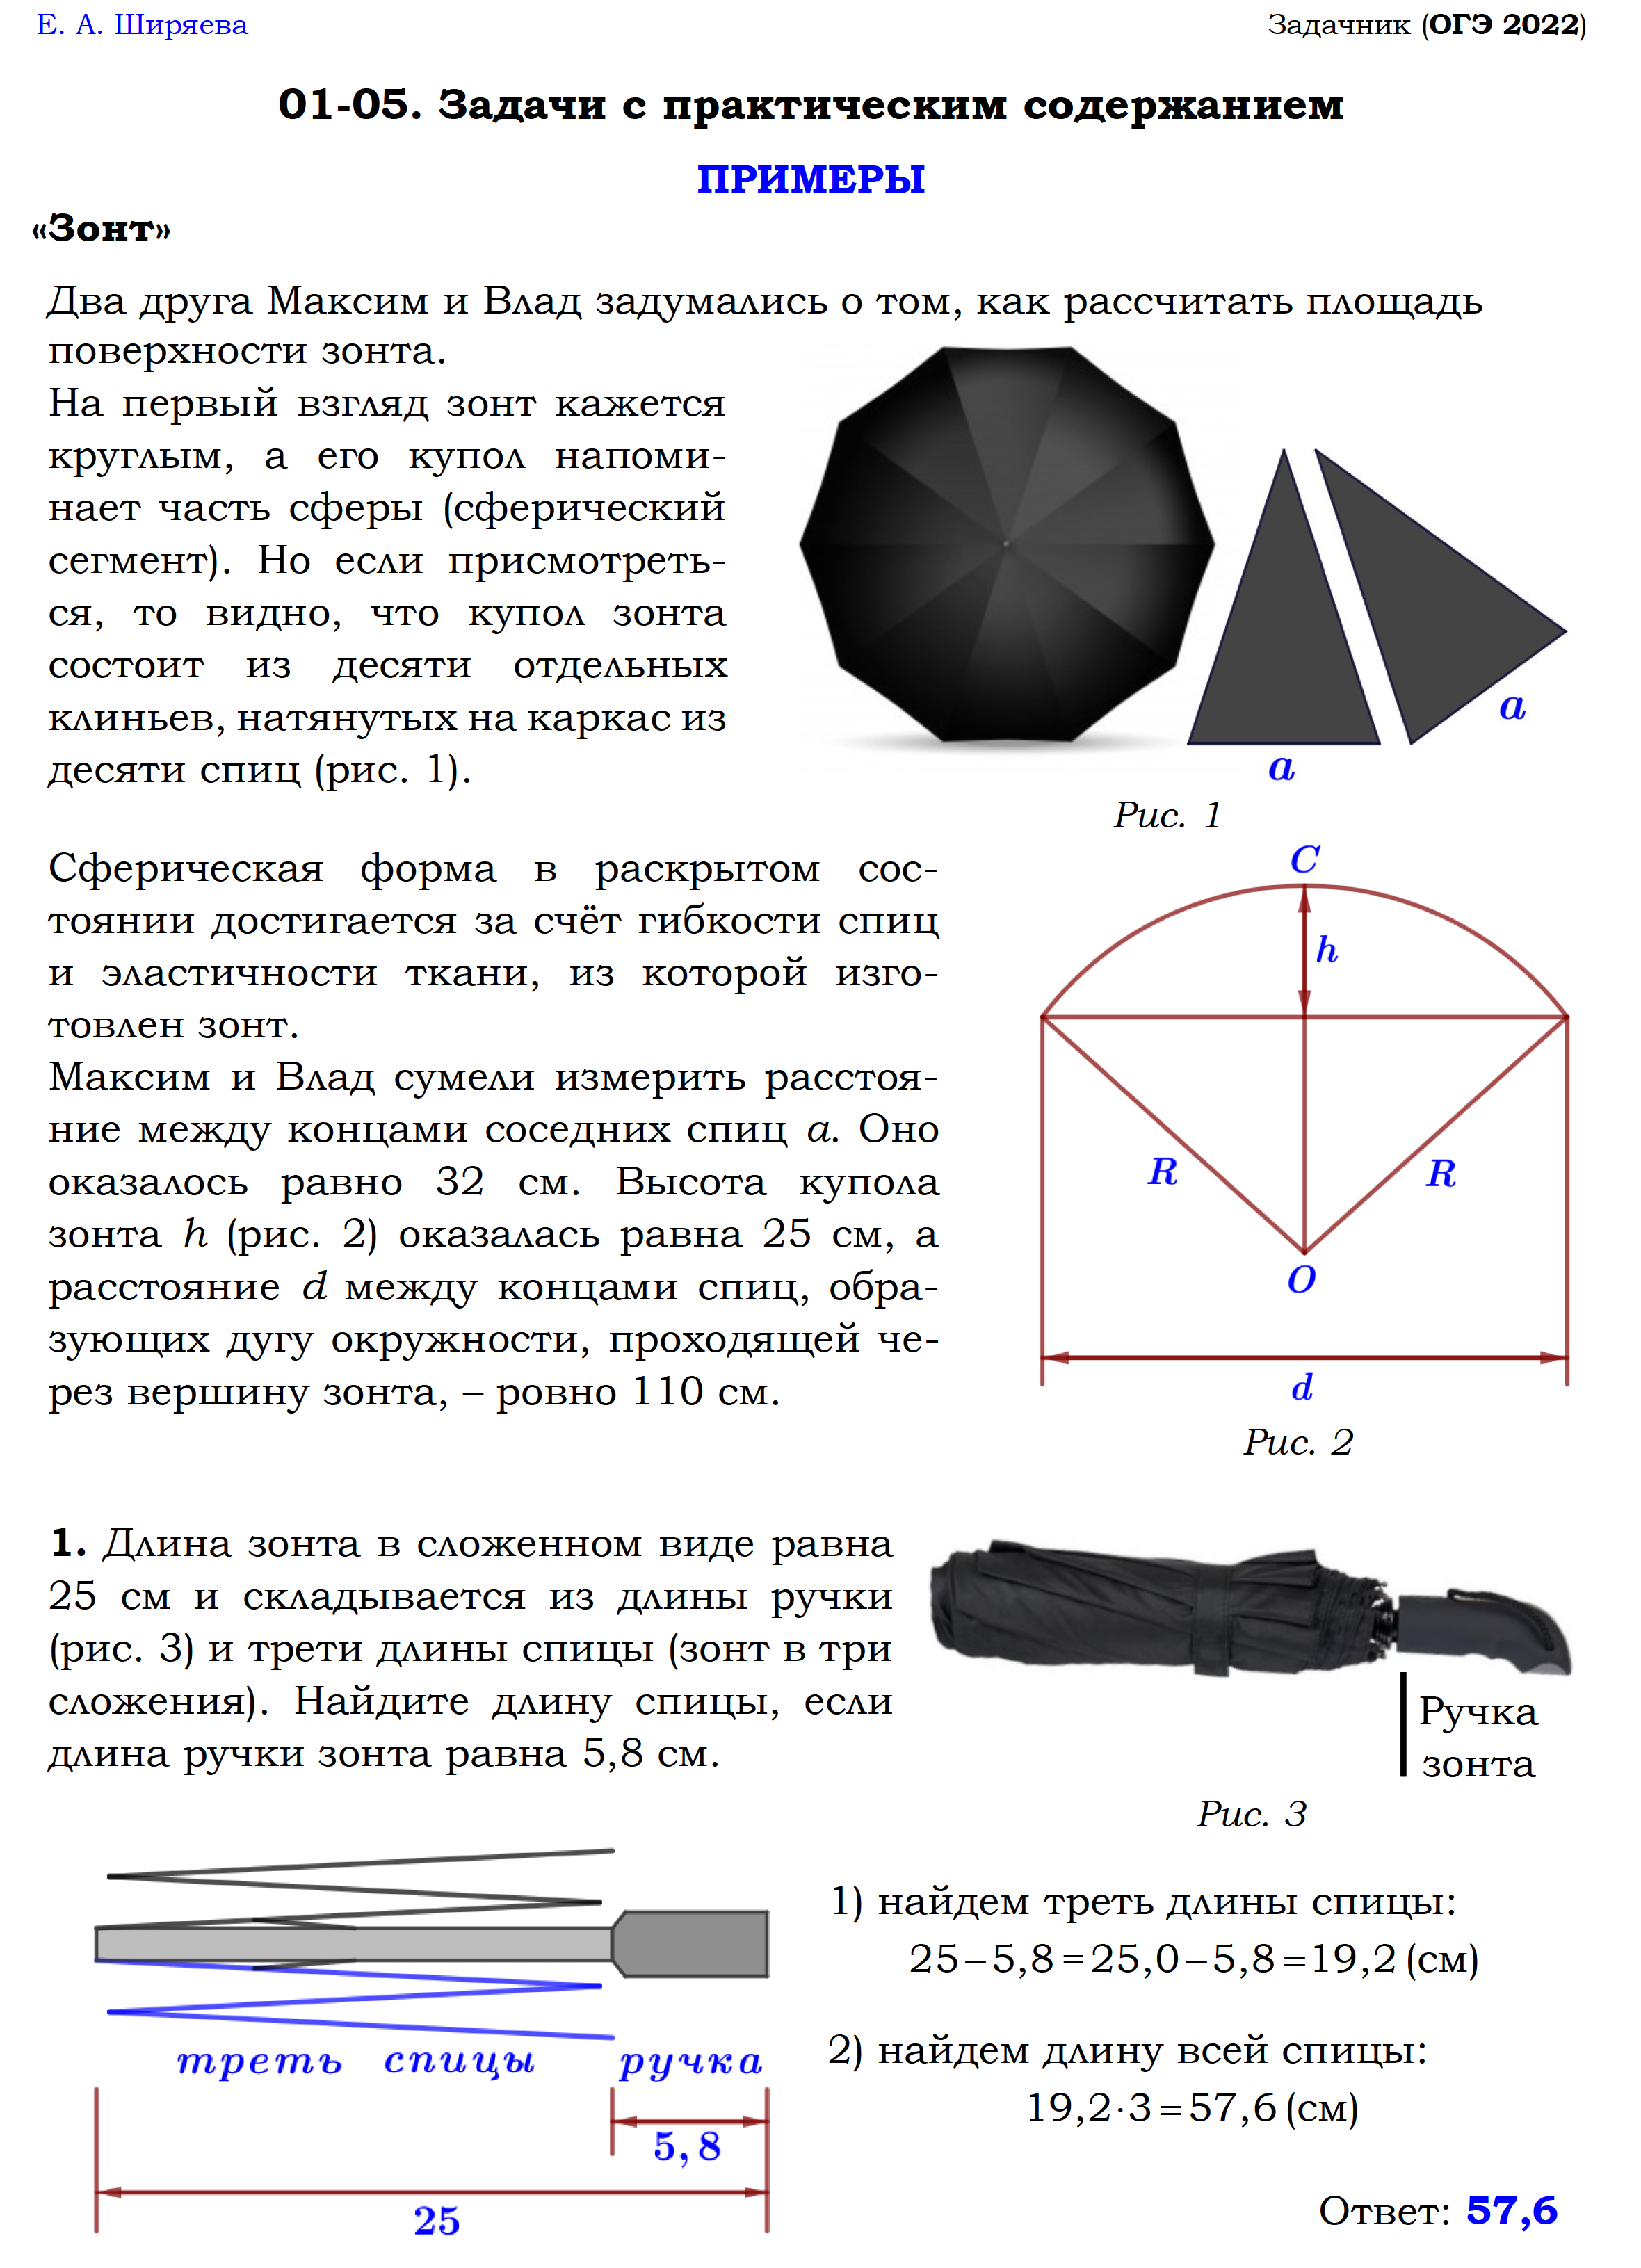 Е. А. Ширяева
Задачник (ОГЭ 2022)
01-05. Задачи с практическим содержанием
ПРИМЕРЫ
«Зонт»
Два друга Максим и Влад задумались о том, как рассчитать площадь
поверхности зонта.
На первый взгляд зонт кажется
круглым, а его купол напоми-
нает часть сферы (сферический
сегмент). Но если присмотреть-
ся, то видно, что купол зонта
состоит из десяти отдельных
клиньев, натянутых на каркас из
десяти спиц (рис. 1).
a
a
Рис. 1
Сферическая форма в раскрытом сос-
тоянии достигается за счёт гибкости спиц
и эластичности ткани, из которой изго-
товлен зонт.
Максим и Влад сумели измерить расстоя-
ние между концами соседних спиц a. Оно
оказалось равно 32 см. Высота купола
зонта h (рис. 2) оказалась равна 25 см, а
расстояние d между концами спиц, обра-
зующих дугу окружности, проходящей че-
рез вершину зонта, – ровно 110 см.
C
h
R
R
O
d
Рис. 2
1. Длина зонта в сложенном виде равна
25 см и складывается из длины ручки
(рис. 3) и трети длины спицы (зонт в три
сложения). Найдите длину спицы, если
длина ручки зонта равна 5,8 см.
Ручка
зонта
Рис. 3
треть спицы
ручка
5,8
25
1) найдем треть длины спицы:
25–5,8=25,0–5,8=19,2(см)
2) найдем длину всей спицы:
19,2·3=57,6(см)
Ответ: 57,6